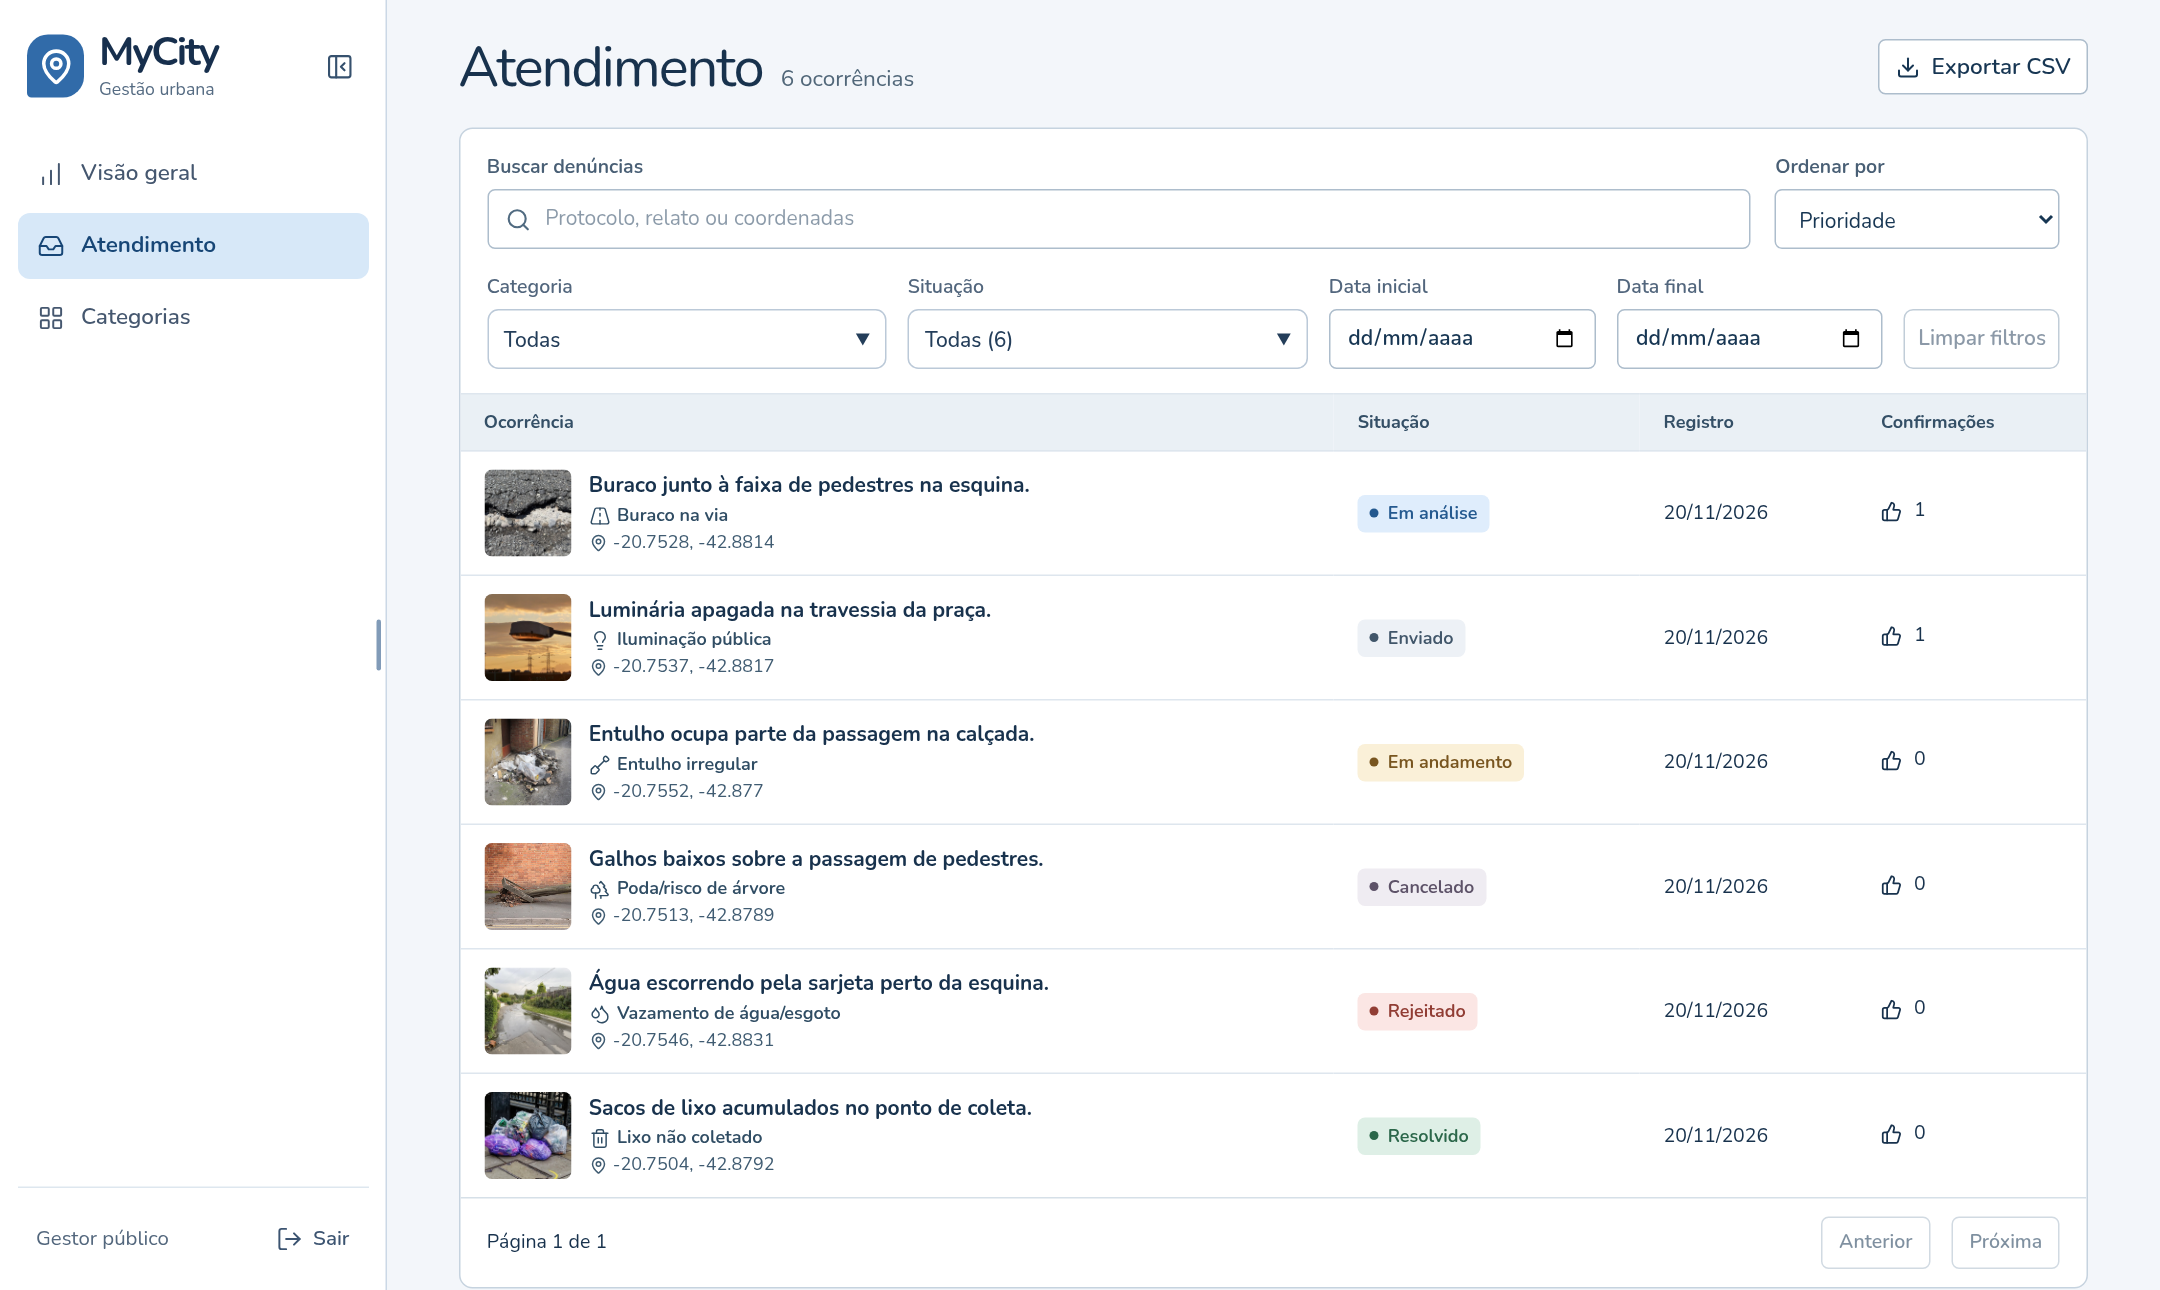 MyCity
Gestão urbana
Visão geral
Atendimento
Categorias
Gestor público
Sair
Atendimento 6 ocorrências
Exportar CSV
Buscar denúncias
Ordenar por
Protocolo, relato ou coordenadas
Prioridade
Categoria
Situação
Data inicial
Data final
Todas
Todas (6)
dd/mm/aaaa
dd/mm/aaaa
Limpar filtros
Ocorrência
Situação
Registro
Confirmações
Buraco junto à faixa de pedestres na esquina.
Buraco na via
-20.7528, -42.8814
Em análise
20/11/2026
1
Luminária apagada na travessia da praça.
Iluminação pública
-20.7537, -42.8817
Enviado
20/11/2026
1
Entulho ocupa parte da passagem na calçada.
Entulho irregular
-20.7552, -42.877
Em andamento
20/11/2026
0
Galhos baixos sobre a passagem de pedestres.
Poda/risco de árvore
-20.7513, -42.8789
Cancelado
20/11/2026
0
Água escorrendo pela sarjeta perto da esquina.
Vazamento de água/esgoto
-20.7546, -42.8831
Rejeitado
20/11/2026
0
Sacos de lixo acumulados no ponto de coleta.
Lixo não coletado
-20.7504, -42.8792
Resolvido
20/11/2026
0
Página 1 de 1
Anterior
Próxima